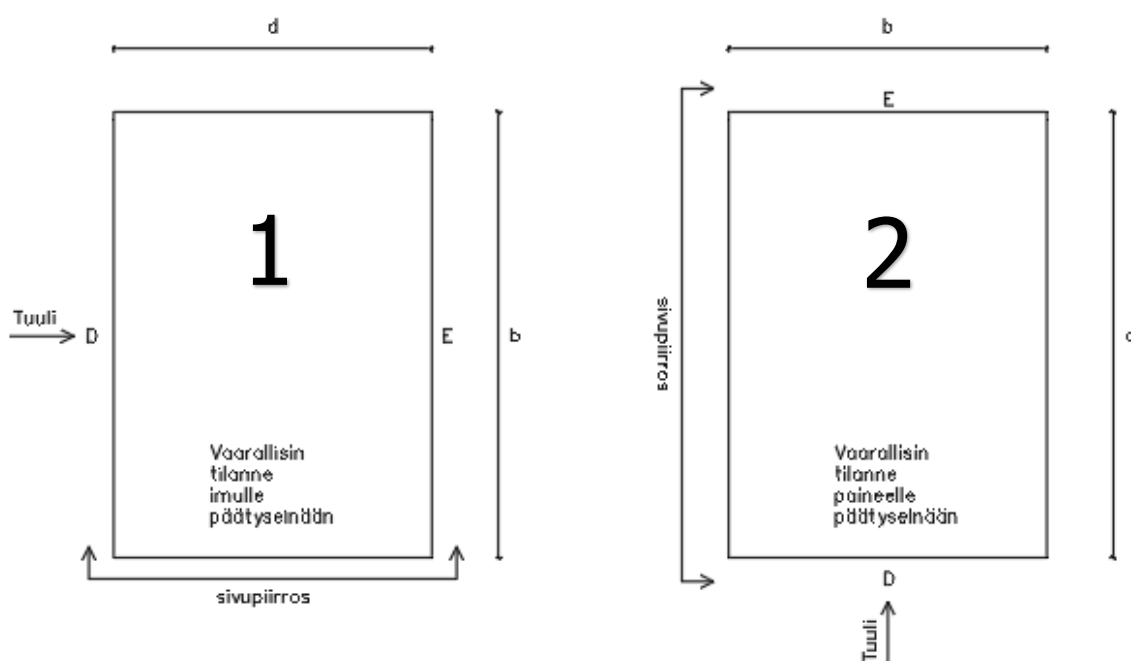 d
b
E
1
2
Tuuli
D
E
b
sivupiirros
Vaarallisin
tilanne
imulle
päätyseinään
Vaarallisin
tilanne
paineelle
päätyseinään
sivupiirros
D
Tuuli